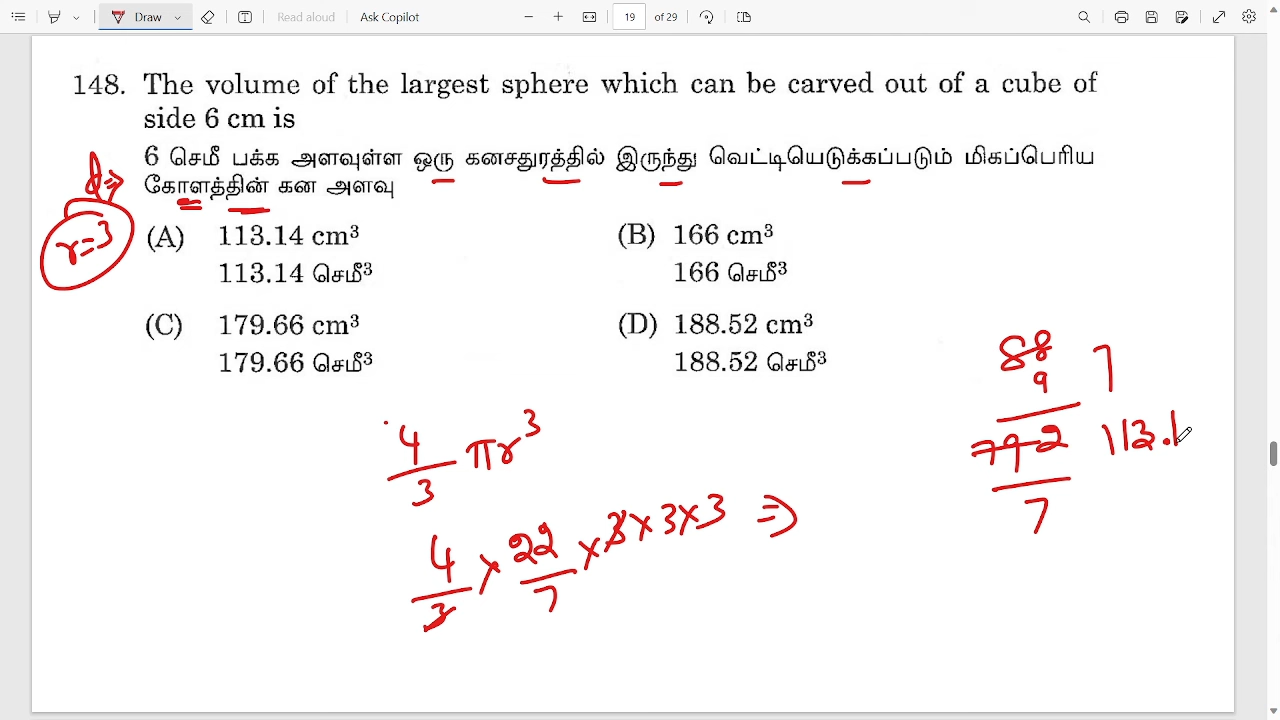 Draw Read aloud Ask Copilot 19 of 29
148. The volume of the largest sphere which can be carved out of a cube of
side 6 cm is
6 செமீ பக்க அளவுள்ள ஒரு கனசதுரத்தில் இருந்து வெட்டியெடுக்கப்படும் மிகப்பெரிய
கோளத்தின் கன அளவு
d⇒
r=3
(A) 113.14 cm³ (B) 166 cm³
113.14 செமீ³ 166 செமீ³
(C) 179.66 cm³ (D) 188.52 cm³
179.66 செமீ³ 188.52 செமீ³
4/3 πr³
4/3 × 22/7 × 3×3×3 ⇒
88
9
792
7
7
113.1